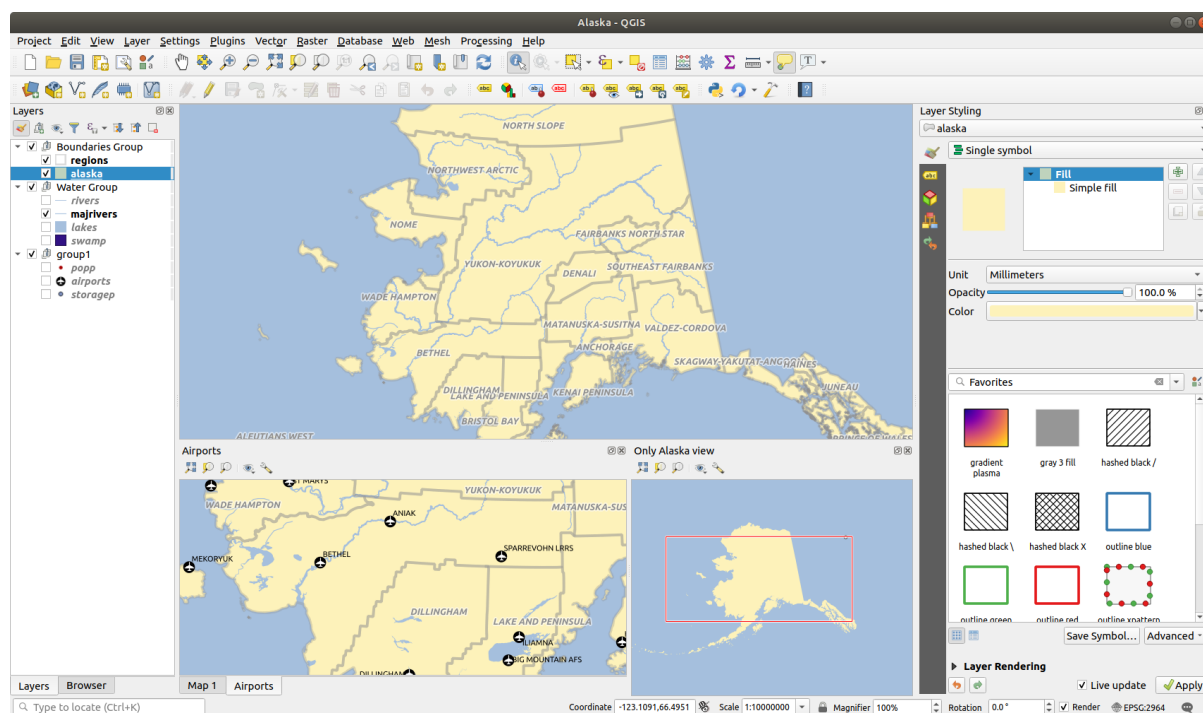 Alaska - QGIS
Project Edit View Layer Settings Plugins Vector Raster Database Web Mesh Processing Help
Layers
Boundaries Group
regions
alaska
Water Group
rivers
majrivers
lakes
swamp
group1
popp
airports
storagep
Layers Browser
NORTH SLOPE
NORTHWEST ARCTIC
NOME
FAIRBANKS NORTH STAR
YUKON-KOYUKUK
SOUTHEAST FAIRBANKS
DENALI
WADE HAMPTON
MATANUSKA-SUSITNA
VALDEZ-CORDOVA
BETHEL
ANCHORAGE
SKAGWAY-YAKUTAT-ANGOON
HAINES
DILLINGHAM
LAKE AND PENINSULA
KENAI PENINSULA
JUNEAU
BRISTOL BAY
ALEUTIANS WEST
PRINCE OF WALES
Airports
ST MARYS
YUKON-KOYUKUK
WADE HAMPTON
MATANUSKA-SUS
ANIAK
MEKORYUK
BETHEL
SPARREVOHN LRRS
DILLINGHAM
LAKE AND PENINSULA
ILIAMNA
BIG MOUNTAIN AFS
DILLINGHAM
Map 1 Airports
Only Alaska view
Layer Styling
alaska
Single symbol
Fill
Simple fill
Unit Millimeters
Opacity 100.0 %
Color
Favorites
gradient plasma
gray 3 fill
hashed black /
hashed black \
hashed black X
outline blue
outline green
outline red
outline xpattern
Save Symbol... Advanced
Layer Rendering
Live update Apply
Type to locate (Ctrl+K)
Coordinate -123.1091,66.4951 Scale 1:10000000 Magnifier 100% Rotation 0.0 ° Render EPSG:2964